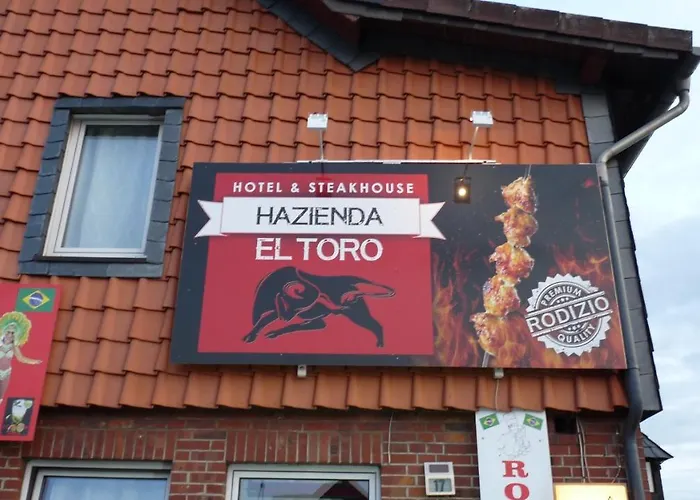 HOTEL & STEAKHOUSE
HAZIENDA
EL TORO
PREMIUM
RODIZIO
QUALITY
RO
17